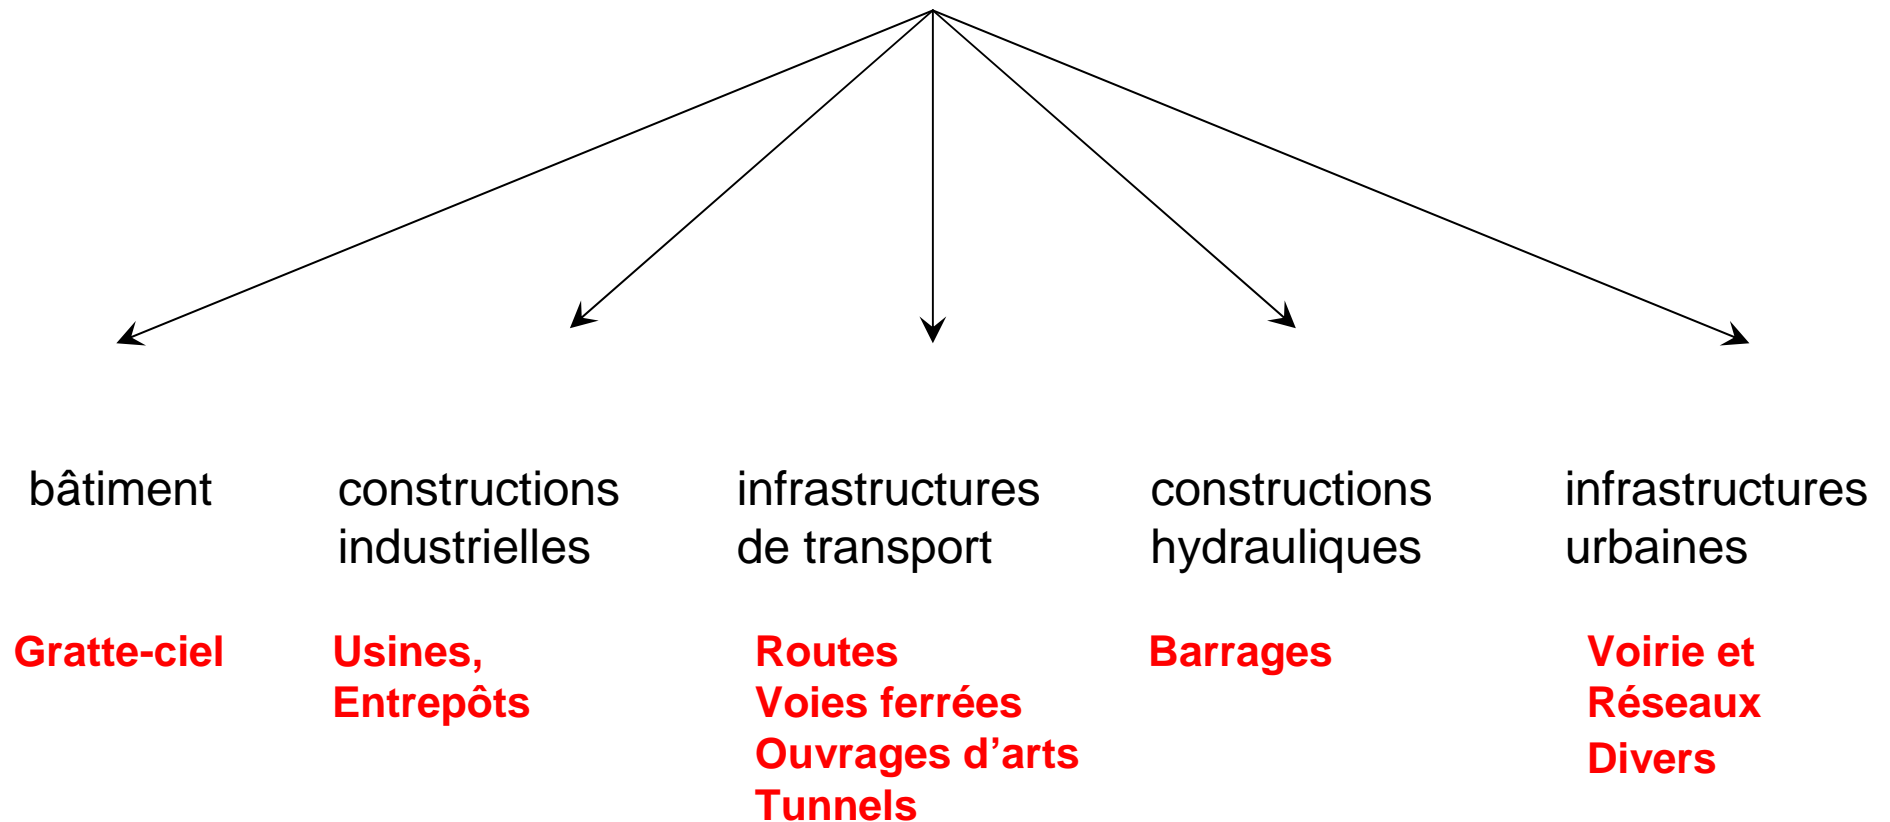 bâtiment
constructions
industrielles
infrastructures
de transport
constructions
hydrauliques
infrastructures
urbaines
Gratte-ciel
Usines,
Entrepôts
Routes
Voies ferrées
Ouvrages d’arts
Tunnels
Barrages
Voirie et
Réseaux
Divers